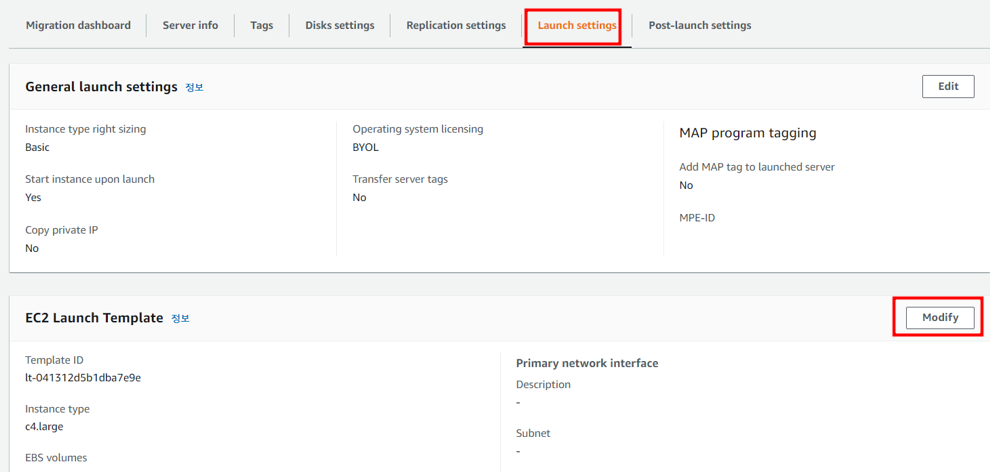 Migration dashboard
Server info
Tags
Disks settings
Replication settings
Launch settings
Post-launch settings
General launch settings 정보
Edit
Instance type right sizing
Basic
Start instance upon launch
Yes
Copy private IP
No
Operating system licensing
BYOL
Transfer server tags
No
MAP program tagging
Add MAP tag to launched server
No
MPE-ID
EC2 Launch Template 정보
Modify
Template ID
lt-041312d5b1dba7e9e
Instance type
c4.large
EBS volumes
Primary network interface
Description
-
Subnet
-